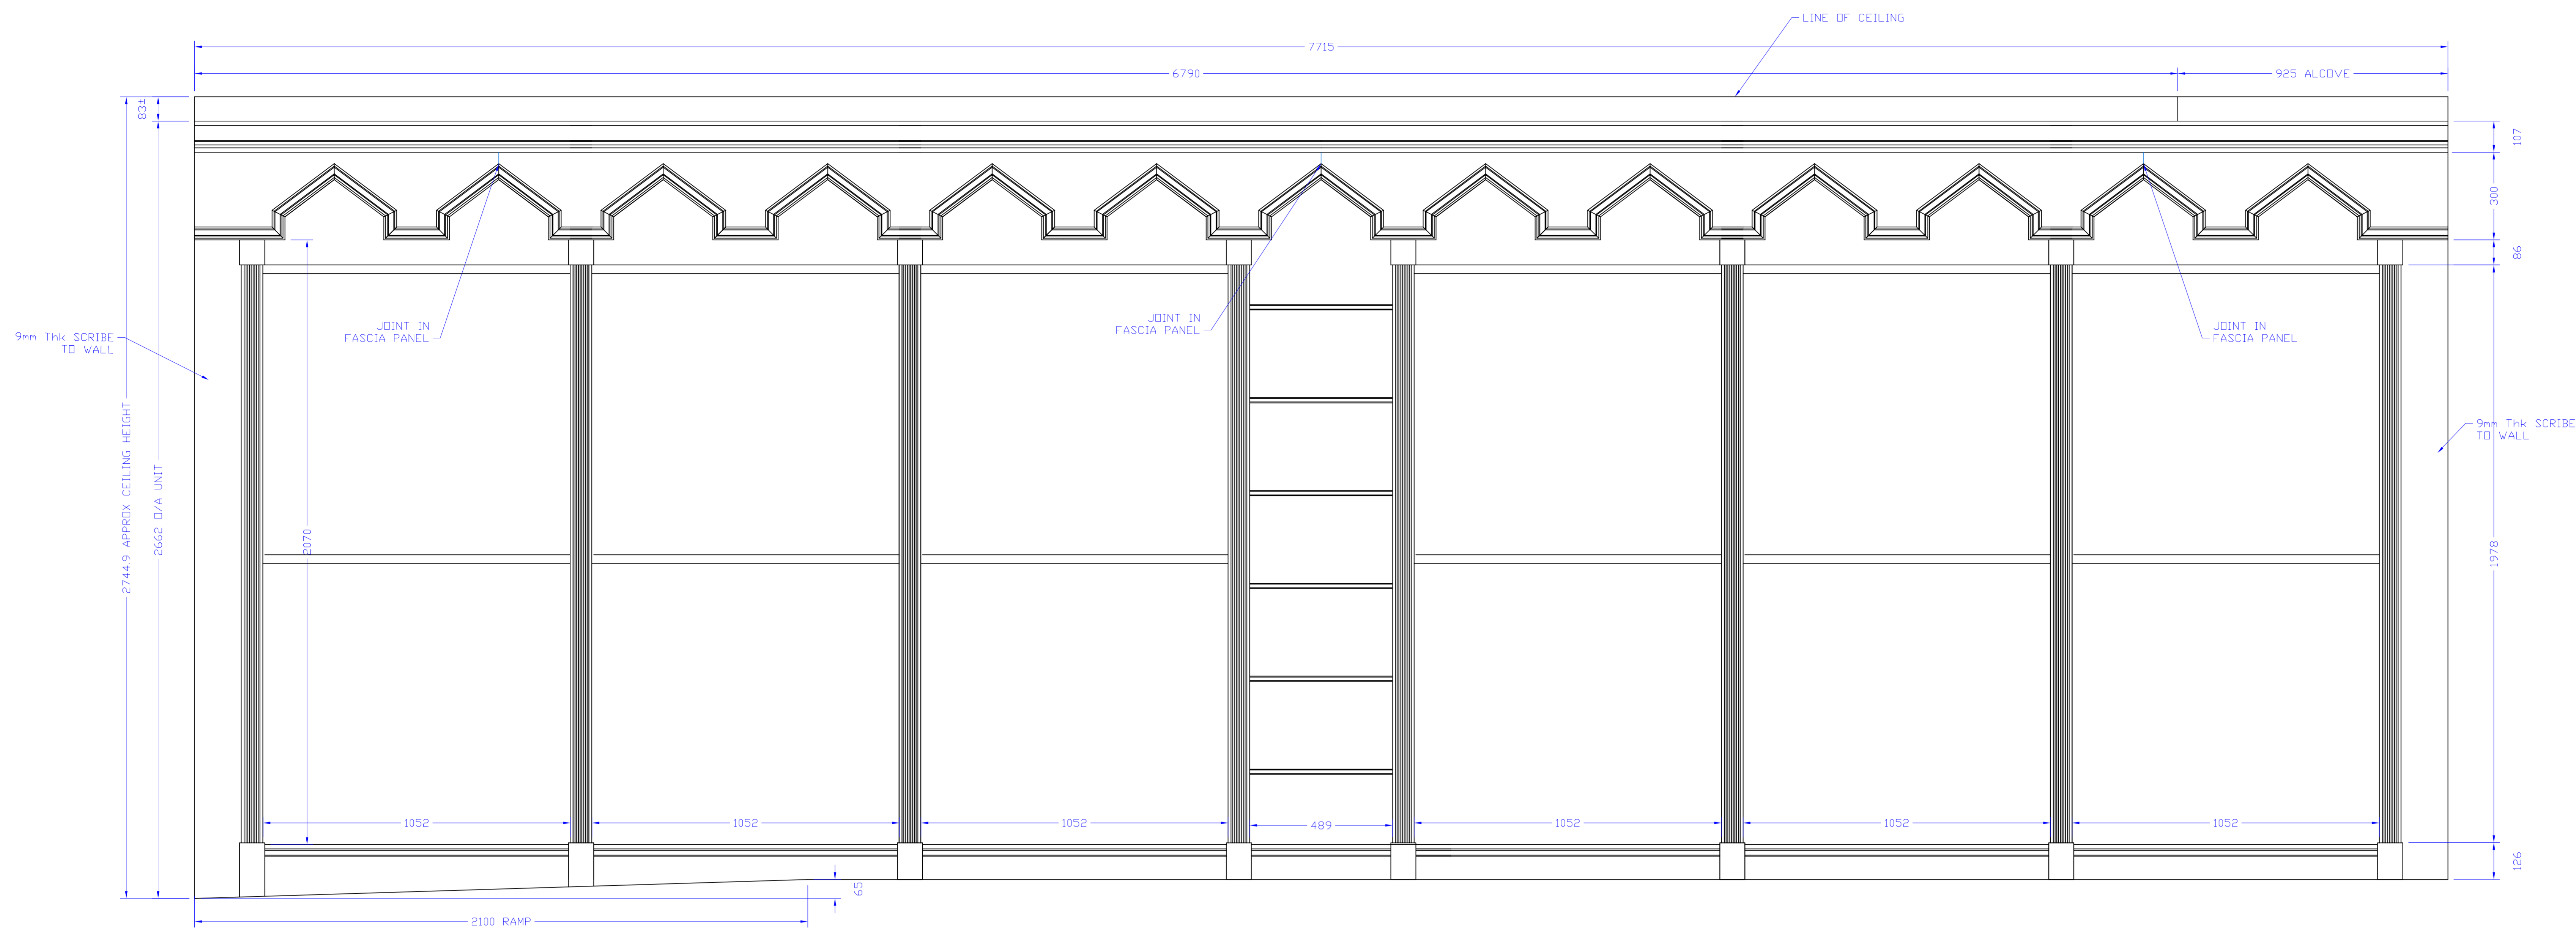 LINE OF CEILING
7715
6790
925 ALCOVE
83±
107
300
86
JOINT IN
FASCIA PANEL
JOINT IN
FASCIA PANEL
JOINT IN
FASCIA PANEL
9mm Thk SCRIBE
TO WALL
9mm Thk SCRIBE
TO WALL
2744.9 APPROX CEILING HEIGHT
2662 O/A UNIT
2070
1978
1052
1052
1052
489
1052
1052
1052
126
65
2100 RAMP